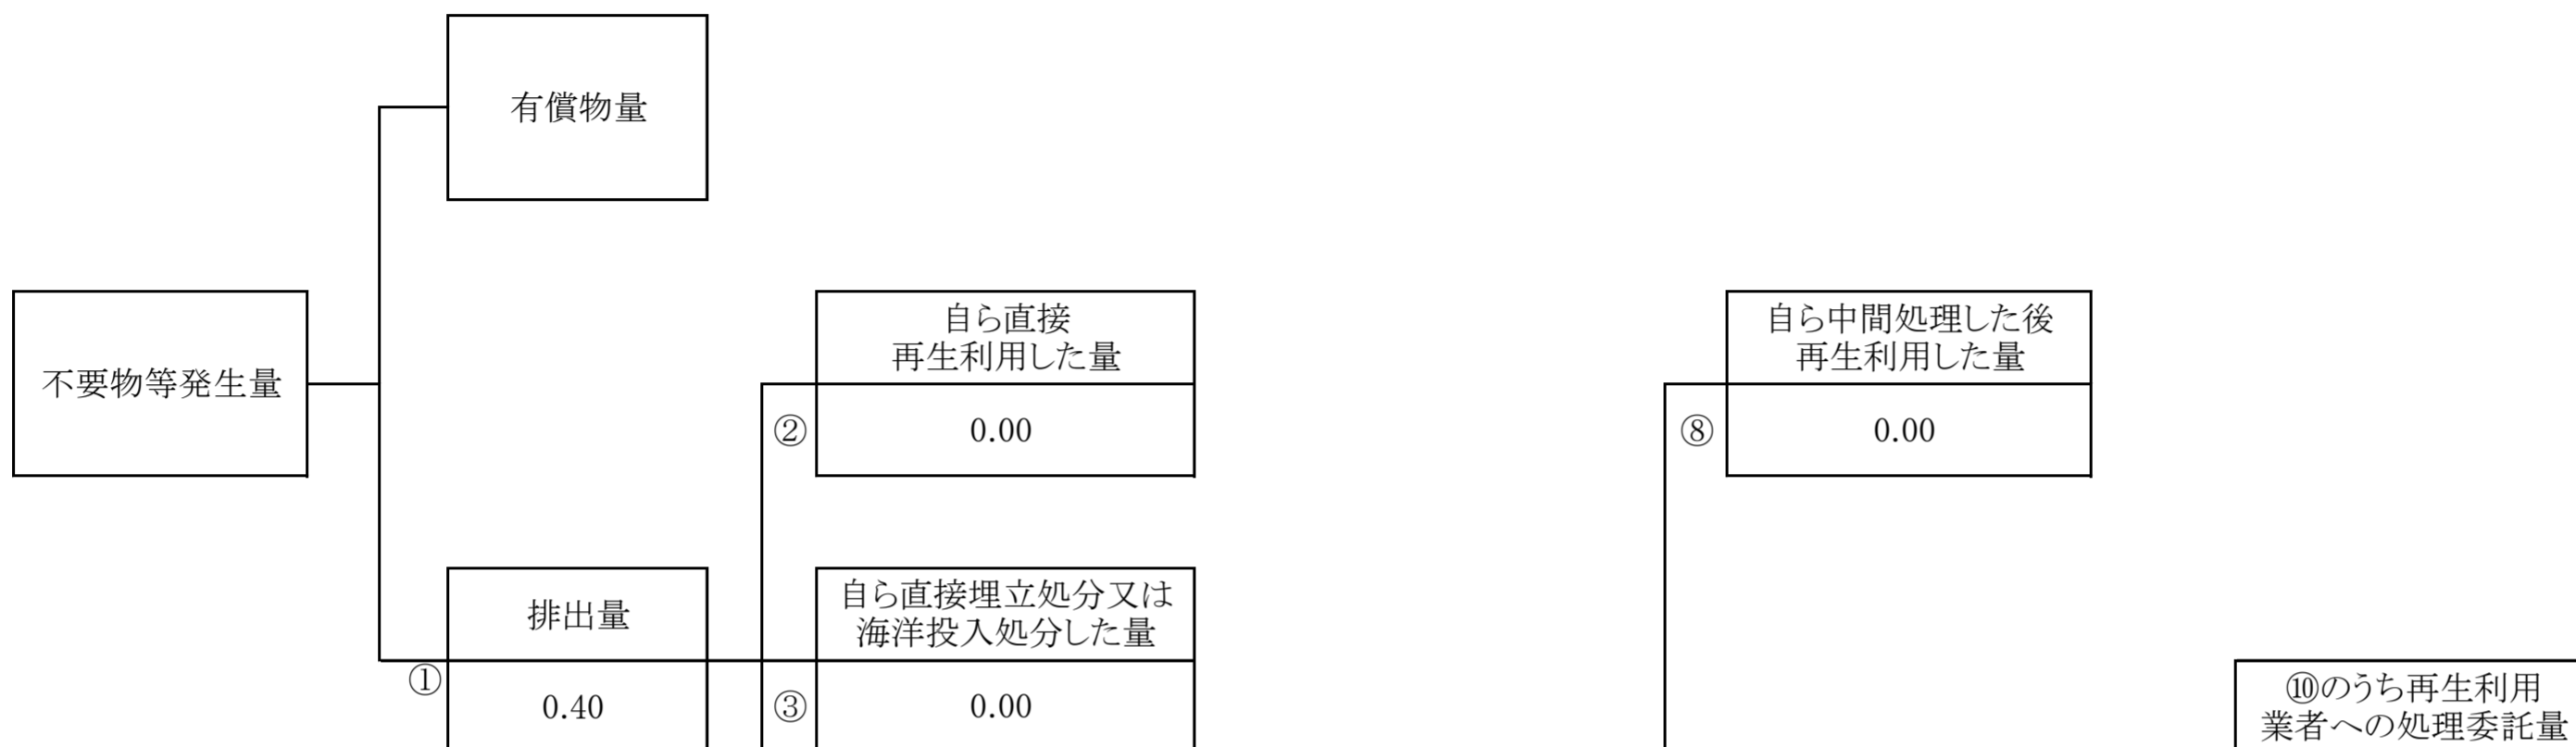 有償物量
不要物等発生量
自ら直接
再生利用した量
② 0.00
自ら中間処理した後
再生利用した量
⑧ 0.00
排出量
① 0.40
自ら直接埋立処分又は
海洋投入処分した量
③ 0.00
⑩のうち再生利用
業者への処理委託量